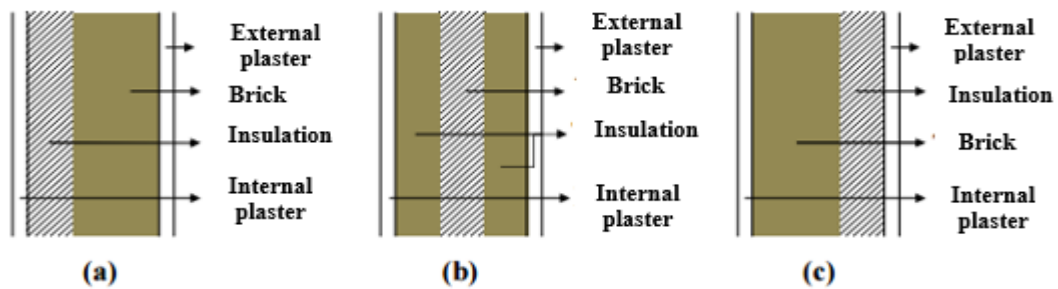 External
plaster
Brick
Insulation
Internal
plaster
(a)
External
plaster
Brick
Insulation
Internal
plaster
(b)
External
plaster
Insulation
Brick
Internal
plaster
(c)